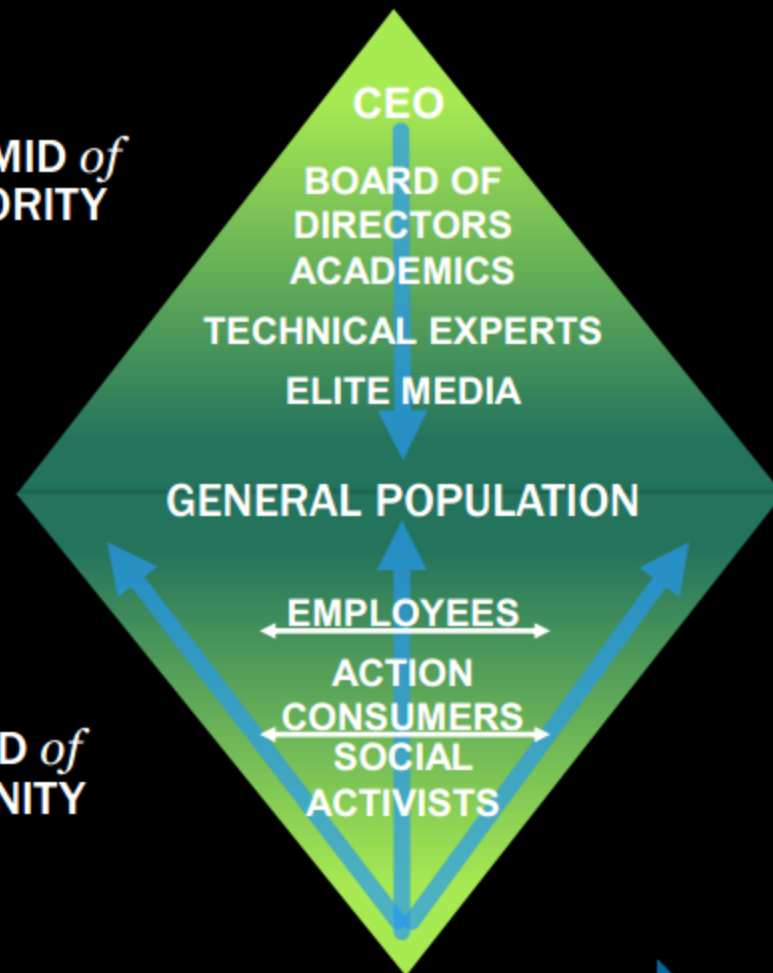 MID of
ORITY
CEO
BOARD OF
DIRECTORS
ACADEMICS
TECHNICAL EXPERTS
ELITE MEDIA
GENERAL POPULATION
EMPLOYEES
ACTION
CONSUMERS
SOCIAL
ACTIVISTS
D of
NITY